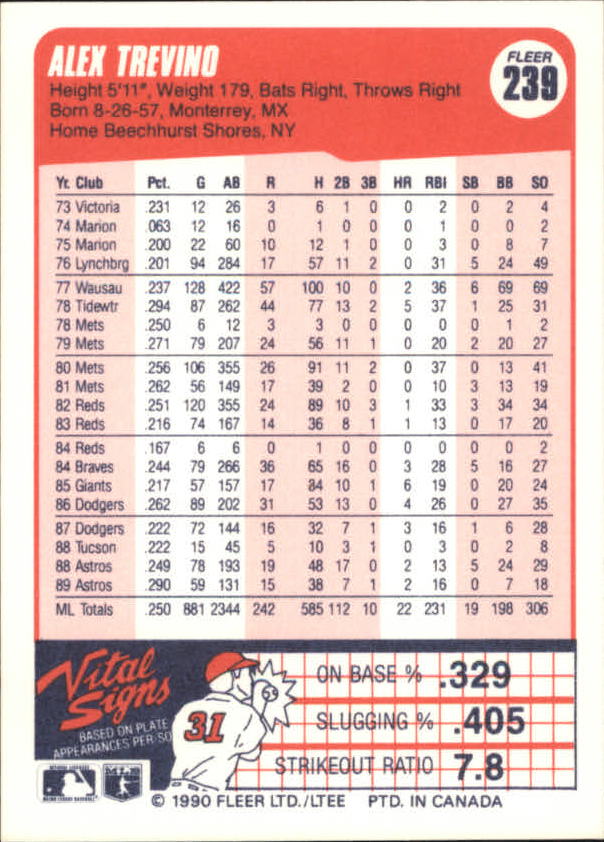 ALEX TREVINO
FLEER
239
Height 5'11", Weight 179, Bats Right, Throws Right
Born 8-26-57, Monterrey, MX
Home Beechhurst Shores, NY
Yr. Club Pct. G AB R H 2B 3B HR RBI SB BB SO
73 Victoria .231 12 26 3 6 1 0 0 2 0 2 4
74 Marion .063 12 16 0 1 0 0 0 1 0 0 2
75 Marion .200 22 60 10 12 1 0 0 3 0 8 7
76 Lynchbrg .201 94 284 17 57 11 2 0 31 5 24 49
77 Wausau .237 128 422 57 100 10 0 2 36 6 69 69
78 Tidewtr .294 87 262 44 77 13 2 5 37 1 25 31
78 Mets .250 6 12 3 3 0 0 0 0 0 1 2
79 Mets .271 79 207 24 56 11 1 0 20 2 20 27
80 Mets .256 106 355 26 91 11 2 0 37 0 13 41
81 Mets .262 56 149 17 39 2 0 0 10 3 13 19
82 Reds .251 120 355 24 89 10 3 1 33 3 34 34
83 Reds .216 74 167 14 36 8 1 1 13 0 17 20
84 Reds .167 6 6 0 1 0 0 0 0 0 0 2
84 Braves .244 79 266 36 65 16 0 3 28 5 16 27
85 Giants .217 57 157 17 34 10 1 6 19 0 20 24
86 Dodgers .262 89 202 31 53 13 0 4 26 0 27 35
87 Dodgers .222 72 144 16 32 7 1 3 16 1 6 28
88 Tucson .222 15 45 5 10 3 1 0 3 0 2 8
88 Astros .249 78 193 19 48 17 0 2 13 5 24 29
89 Astros .290 59 131 15 38 7 1 2 16 0 7 18
ML Totals .250 881 2344 242 585 112 10 22 231 19 198 306
Vital
Signs
BASED ON PLATE
APPEARANCES PER SO
31
ON BASE % .329
SLUGGING % .405
STRIKEOUT RATIO 7.8
© 1990 FLEER LTD./LTEE PTD. IN CANADA